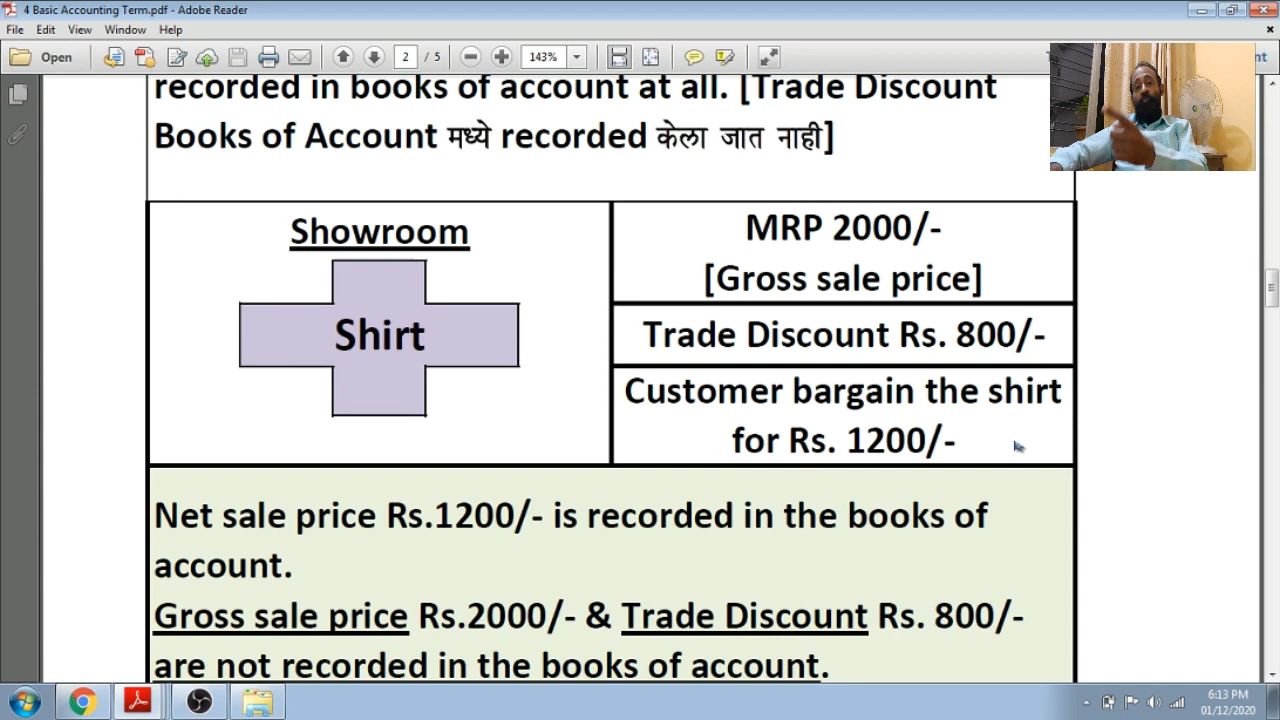 4 Basic Accounting Term.pdf - Adobe Reader
File Edit View Window Help
Open 2 / 5 143%
recorded in books of account at all. [Trade Discount
Books of Account मध्ये recorded केला जात नाही]
Showroom
Shirt
MRP 2000/-
[Gross sale price]
Trade Discount Rs. 800/-
Customer bargain the shirt
for Rs. 1200/-
Net sale price Rs.1200/- is recorded in the books of
account.
Gross sale price Rs.2000/- & Trade Discount Rs. 800/-
are not recorded in the books of account.
6:13 PM
01/12/2020